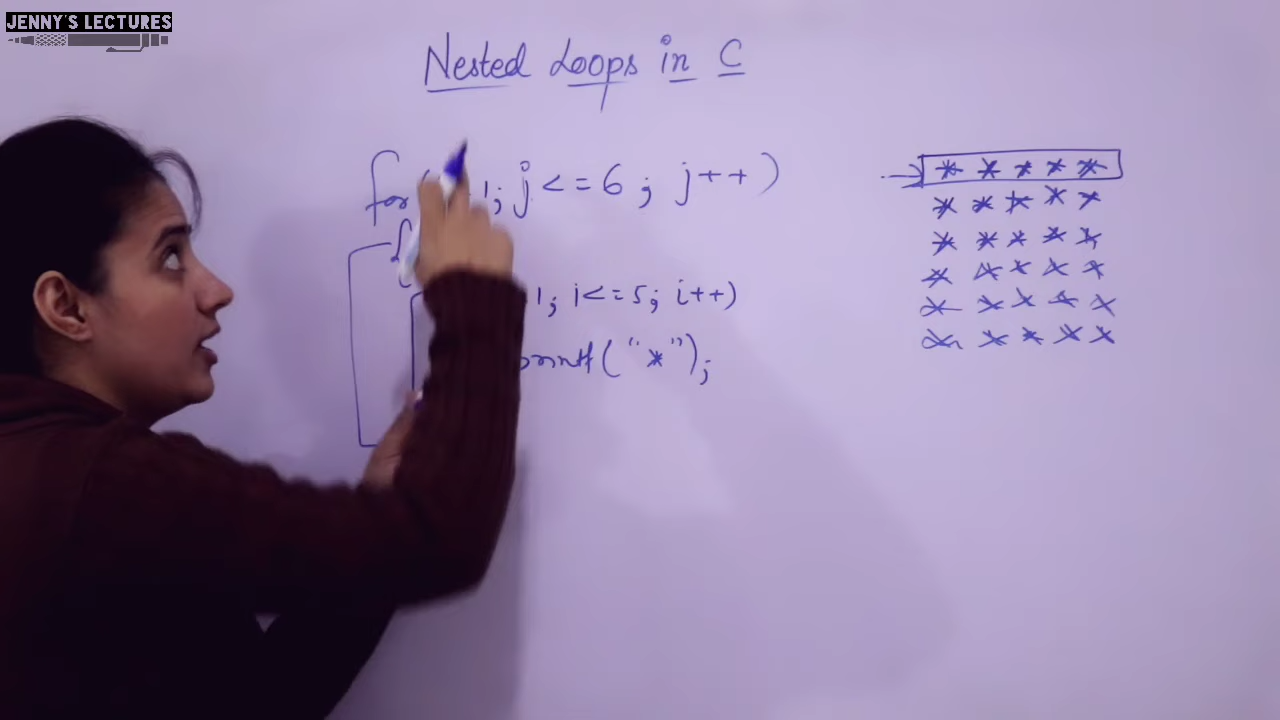 JENNY'S LECTURES
Nested Loops in C
for ( 1; j <= 6 ; j++ )
{
1; i<=5; i++)
printf( "*");
* * * * *
* * * * *
* * * * *
* * * * *
* * * * *
* * * * *